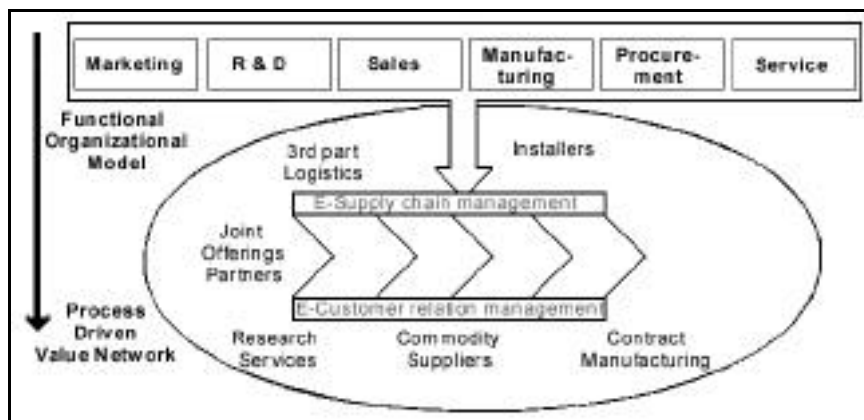 Marketing
R & D
Sales
Manufac-
turing
Procure-
ment
Service
Functional
Organizational
Model
3rd part
Logistics
Installers
E-Supply chain management
Joint
Offerings
Partners
E-Customer relation management
Process
Driven
Value Network
Research
Services
Commodity
Suppliers
Contract
Manufacturing